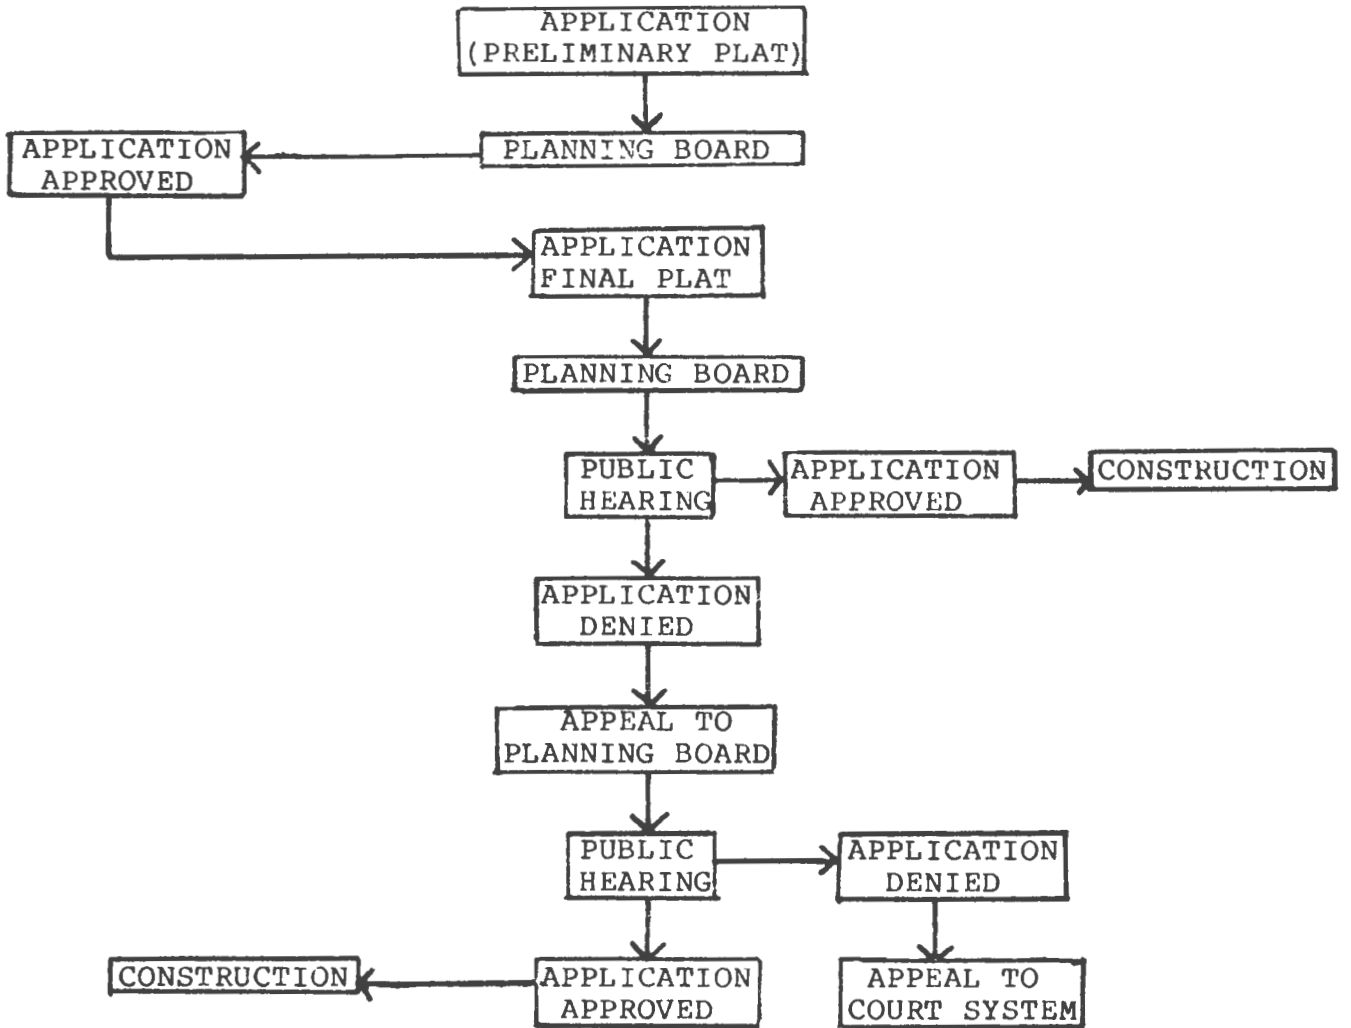 APPLICATION
(PRELIMINARY PLAT)
PLANNING BOARD
APPLICATION
APPROVED
APPLICATION
FINAL PLAT
PLANNING BOARD
PUBLIC
HEARING
APPLICATION
APPROVED
CONSTRUCTION
APPLICATION
DENIED
APPEAL TO
PLANNING BOARD
PUBLIC
HEARING
APPLICATION
DENIED
CONSTRUCTION
APPLICATION
APPROVED
APPEAL TO
COURT SYSTEM